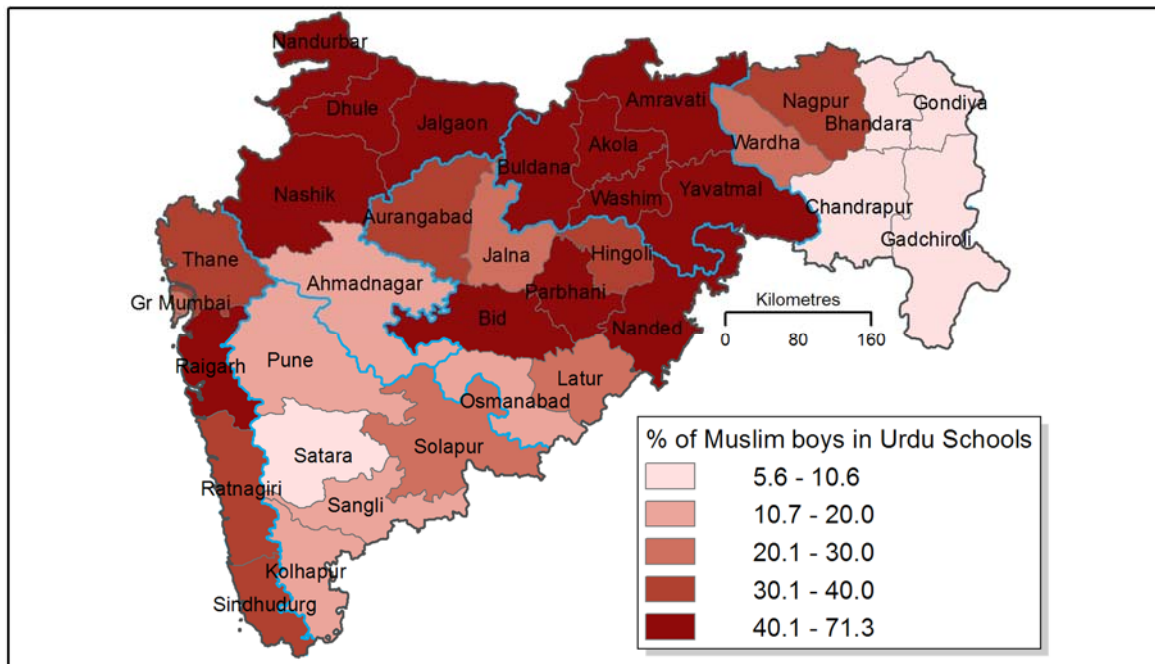 Nandurbar
Dhule
Jalgaon
Amravati
Nagpur
Gondiya
Bhandara
Akola
Wardha
Buldana
Nashik
Washim
Yavatmal
Aurangabad
Chandrapur
Gadchiroli
Thane
Jalna
Hingoli
Ahmadnagar
Parbhani
Gr Mumbai
Kilometres
0 80 160
Bid
Nanded
Raigarh
Pune
Latur
Osmanabad
Solapur
Satara
Ratnagiri
Sangli
Kolhapur
Sindhudurg
% of Muslim boys in Urdu Schools
5.6 - 10.6
10.7 - 20.0
20.1 - 30.0
30.1 - 40.0
40.1 - 71.3